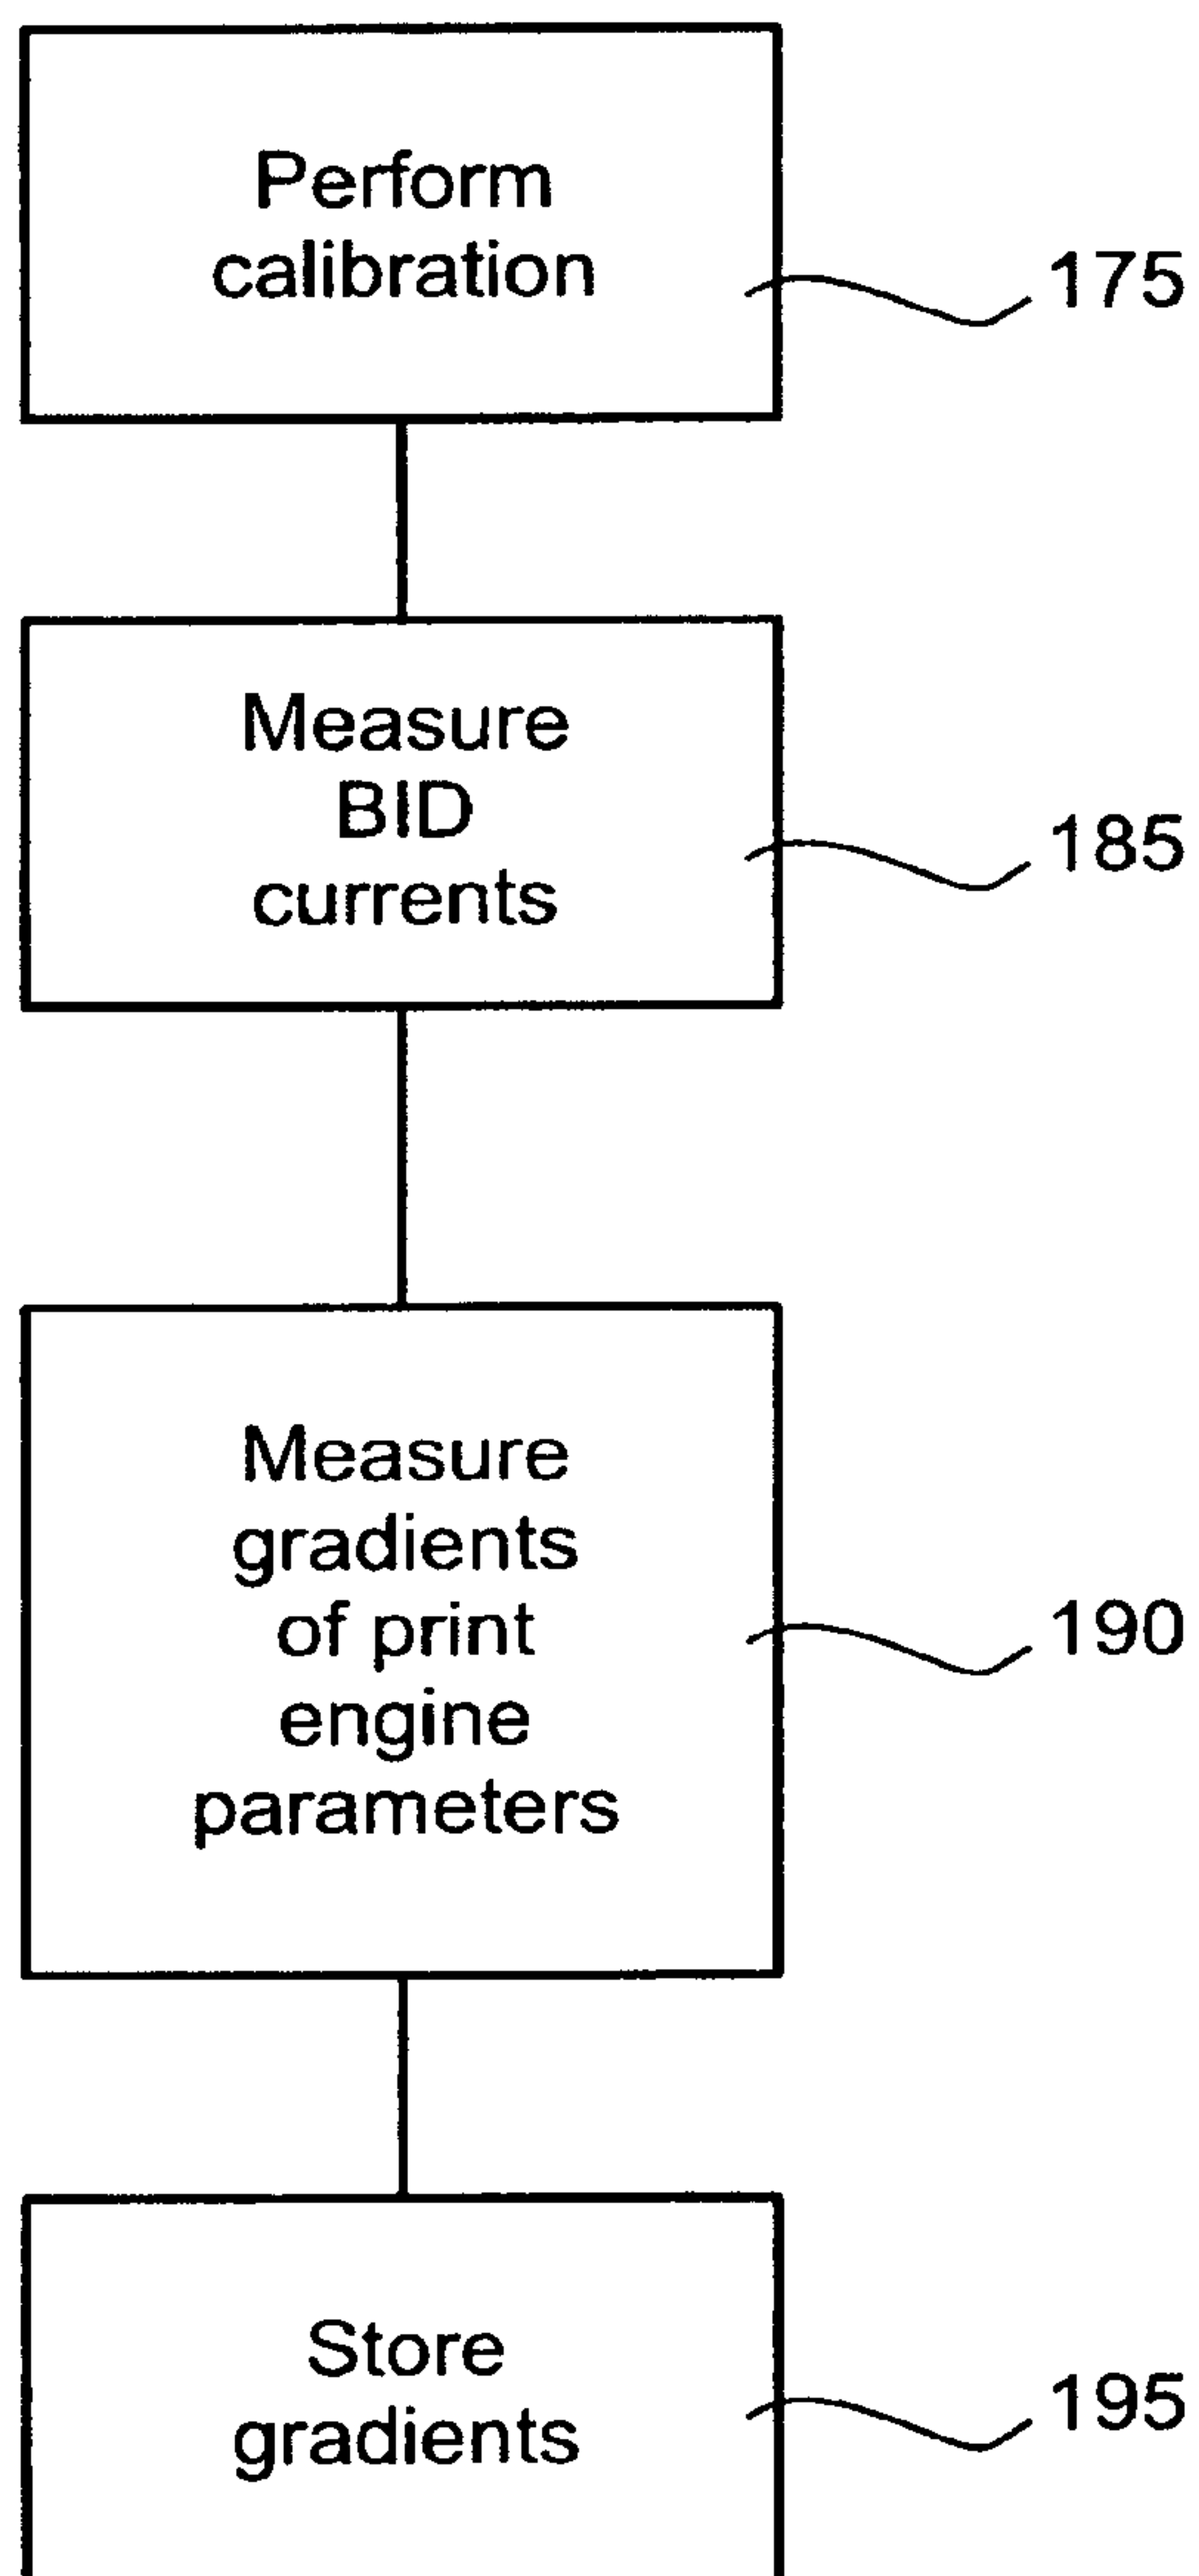 Perform
calibration
175
Measure
BID
currents
185
Measure
gradients
of print
engine
parameters
190
Store
gradients
195